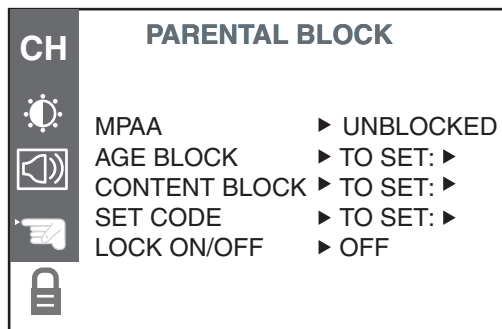 CH
PARENTAL BLOCK
MPAA ▶ UNBLOCKED
AGE BLOCK ▶ TO SET: ▶
CONTENT BLOCK ▶ TO SET: ▶
SET CODE ▶ TO SET: ▶
LOCK ON/OFF ▶ OFF